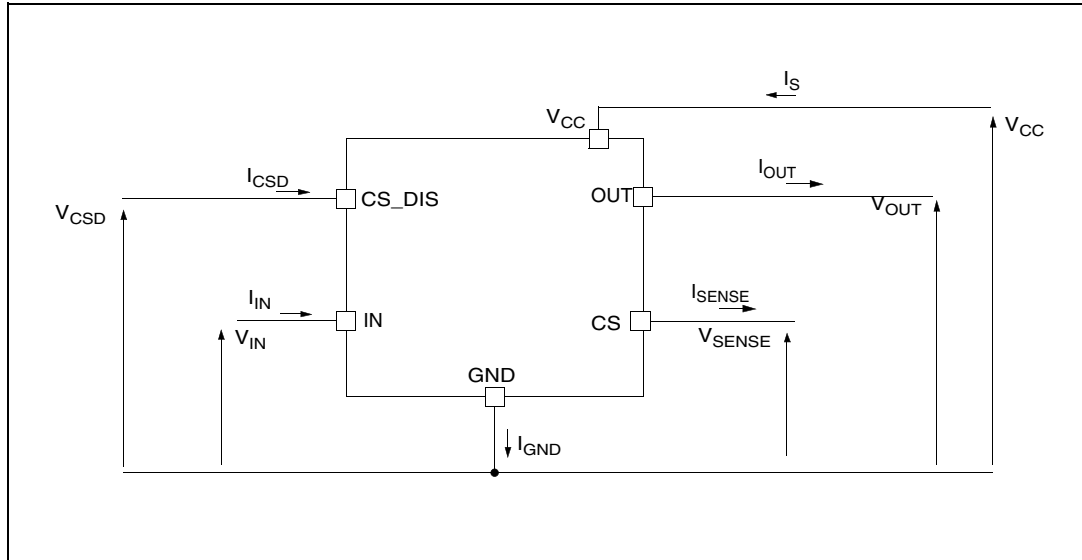 I_S
V_CC
V_CC
I_CSD
I_OUT
CS_DIS
OUT
V_CSD
V_OUT
I_IN
I_SENSE
IN
CS
V_IN
V_SENSE
GND
I_GND